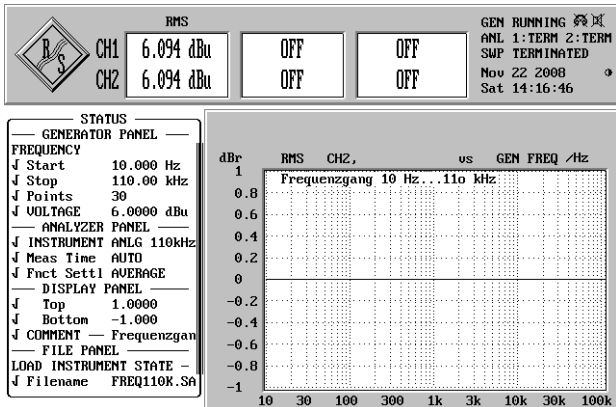 R S
RMS
CH1 6.094 dBu OFF OFF
CH2 6.094 dBu OFF OFF
GEN RUNNING
ANL 1:TERM 2:TERM
SWP TERMINATED
Nov 22 2008
Sat 14:16:46
STATUS
GENERATOR PANEL
FREQUENCY
Start 10.000 Hz
Stop 110.00 kHz
Points 30
VOLTAGE 6.0000 dBu
ANALYZER PANEL
INSTRUMENT ANLG 110kHz
Meas Time AUTO
Fnct Settl AVERAGE
DISPLAY PANEL
Top 1.0000
Bottom -1.000
COMMENT — Frequenzgan
FILE PANEL
LOAD INSTRUMENT STATE -
Filename FREQ110K.SA
dBr RMS CH2, vs GEN FREQ /Hz
Frequenzgang 10 Hz...11o kHz
1
0.8
0.6
0.4
0.2
0
-0.2
-0.4
-0.6
-0.8
-1
10 30 100 300 1k 3k 10k 30k 100k